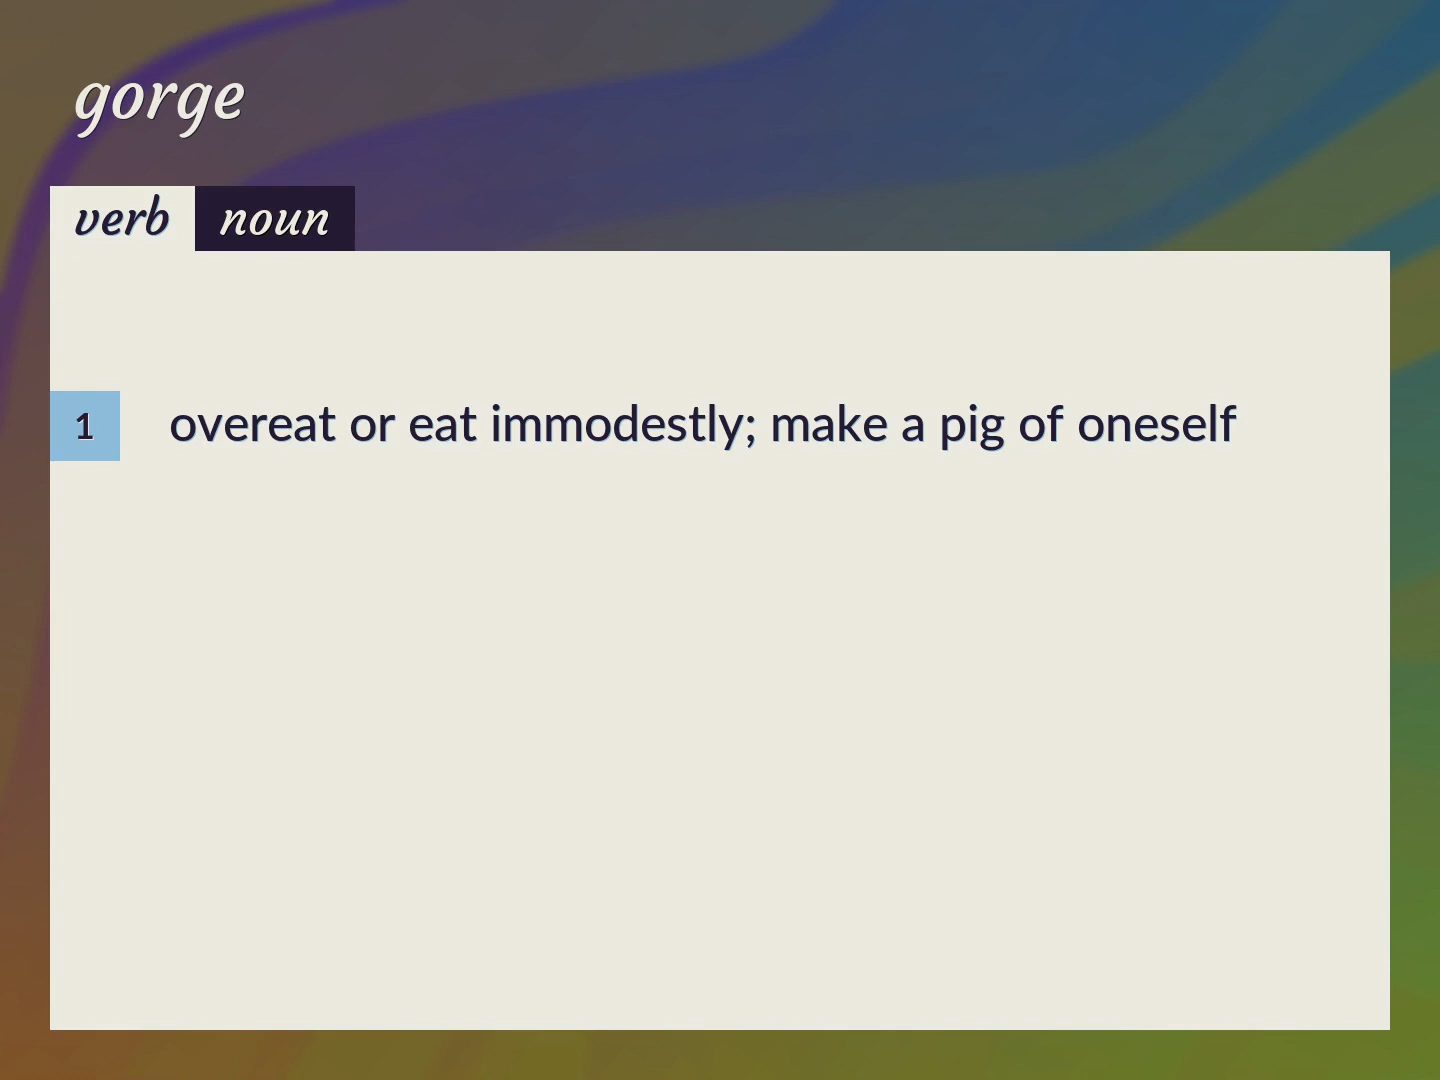 gorge
verb noun
1 overeat or eat immodestly; make a pig of oneself